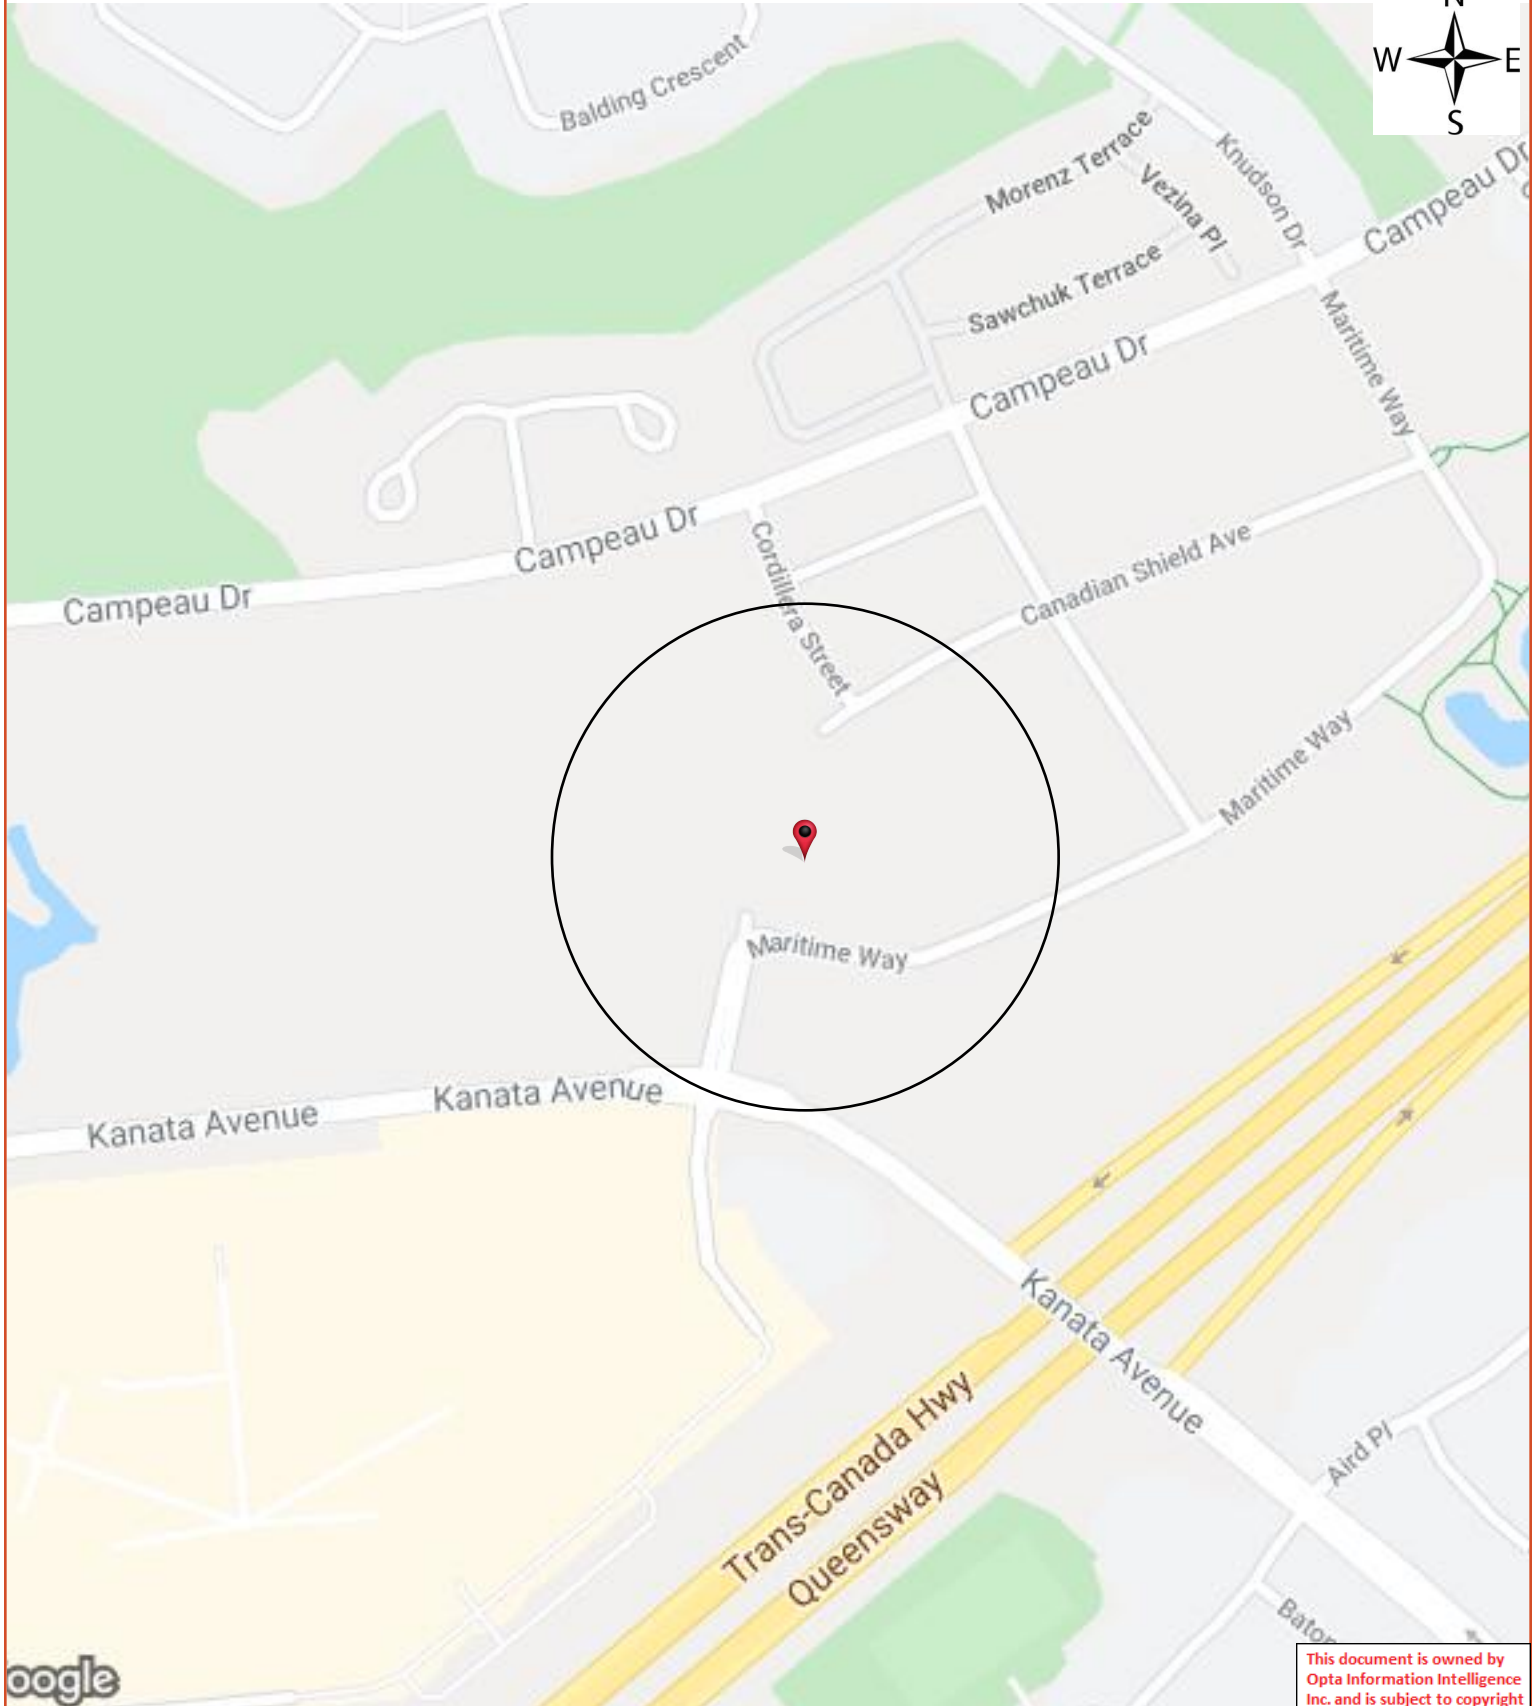 N
W E
S
Balding Crescent
Morenz Terrace
Knudson Dr
Vezina Pl
Campeau Dr
Sawchuk Terrace
Maritime Way
Campeau Dr
Campeau Dr
Cordillera Street
Canadian Shield Ave
Campeau Dr
Maritime Way
Maritime Way
Kanata Avenue
Kanata Avenue
Kanata Avenue
Trans-Canada Hwy
Queensway
Aird Pl
Baton
oogle
This document is owned by
Opta Information Intelligence
Inc. and is subject to copyright